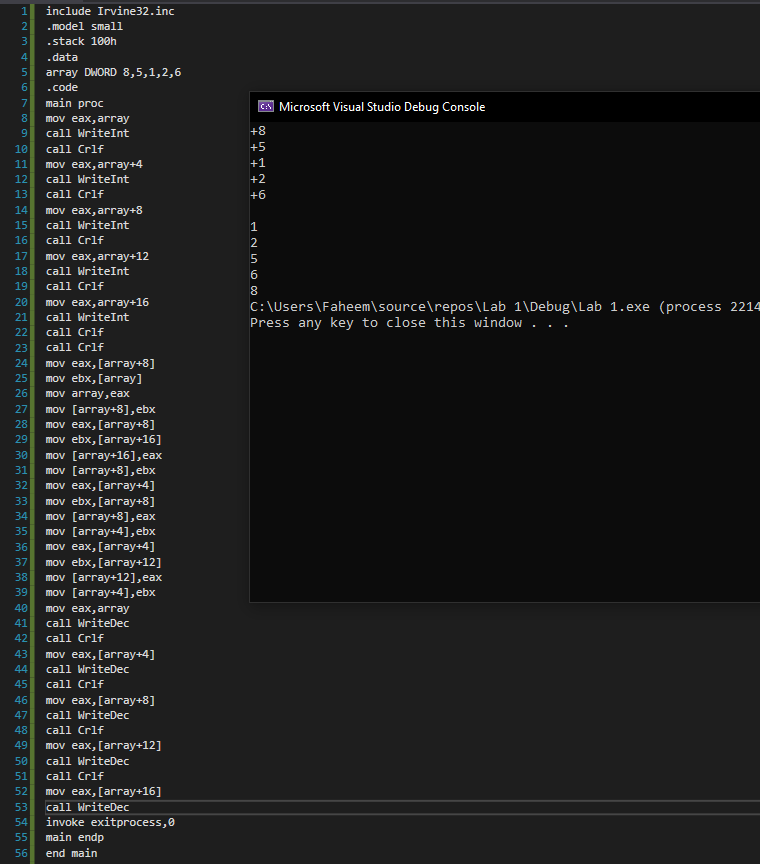 1 include Irvine32.inc
2 .model small
3 .stack 100h
4 .data
5 array DWORD 8,5,1,2,6
6 .code
7 main proc
8 mov eax,array
9 call WriteInt
10 call Crlf
11 mov eax,array+4
12 call WriteInt
13 call Crlf
14 mov eax,array+8
15 call WriteInt
16 call Crlf
17 mov eax,array+12
18 call WriteInt
19 call Crlf
20 mov eax,array+16
21 call WriteInt
22 call Crlf
23 call Crlf
24 mov eax,[array+8]
25 mov ebx,[array]
26 mov array,eax
27 mov [array+8],ebx
28 mov eax,[array+8]
29 mov ebx,[array+16]
30 mov [array+16],eax
31 mov [array+8],ebx
32 mov eax,[array+4]
33 mov ebx,[array+8]
34 mov [array+8],eax
35 mov [array+4],ebx
36 mov eax,[array+4]
37 mov ebx,[array+12]
38 mov [array+12],eax
39 mov [array+4],ebx
40 mov eax,array
41 call WriteDec
42 call Crlf
43 mov eax,[array+4]
44 call WriteDec
45 call Crlf
46 mov eax,[array+8]
47 call WriteDec
48 call Crlf
49 mov eax,[array+12]
50 call WriteDec
51 call Crlf
52 mov eax,[array+16]
53 call WriteDec
54 invoke exitprocess,0
55 main endp
56 end main
Microsoft Visual Studio Debug Console
+8
+5
+1
+2
+6
1
2
5
6
8
C:\Users\Faheem\source\repos\Lab 1\Debug\Lab 1.exe (process 2214
Press any key to close this window . . .